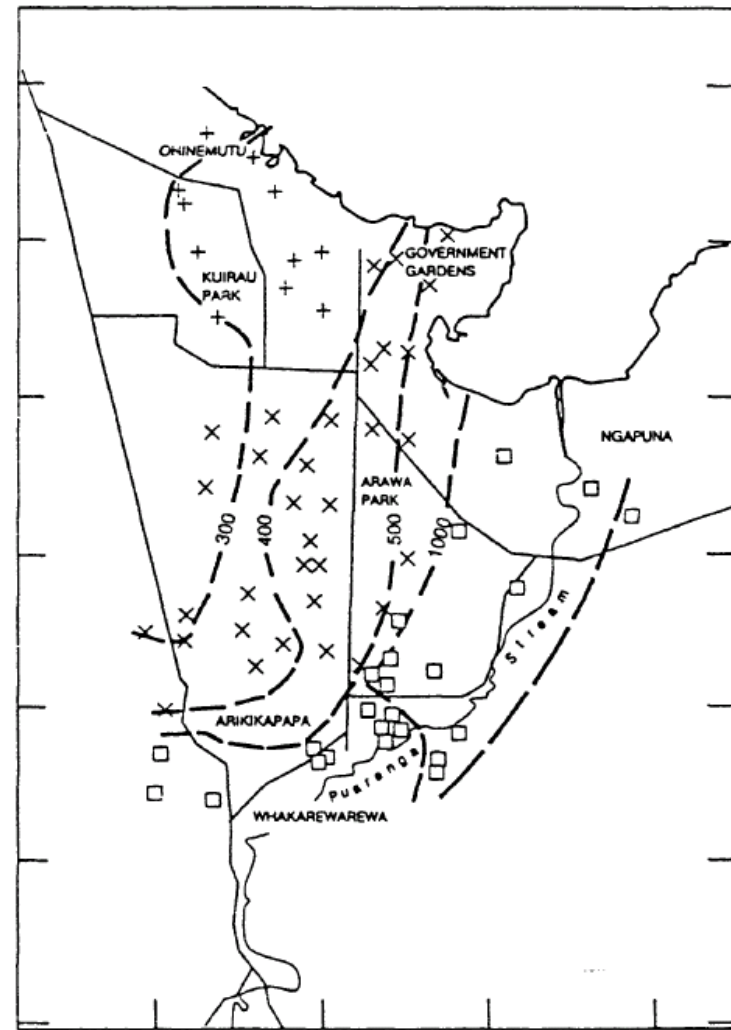 OHINEMUTU
GOVERNMENT
GARDENS
KUIRAU
PARK
NGAPUNA
ARAWA
PARK
300
400
500
1000
Stream
ARIKIKAPAPA
Puarenga
WHAKAREWAREWA